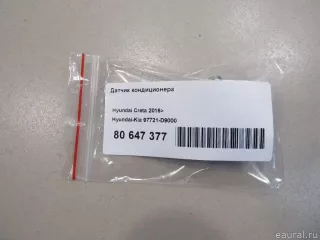 Датчик кондиционера
Hyundai Creta 2016>
Hyundai-Kia 97721-D9000
80 647 377
eaural.ru